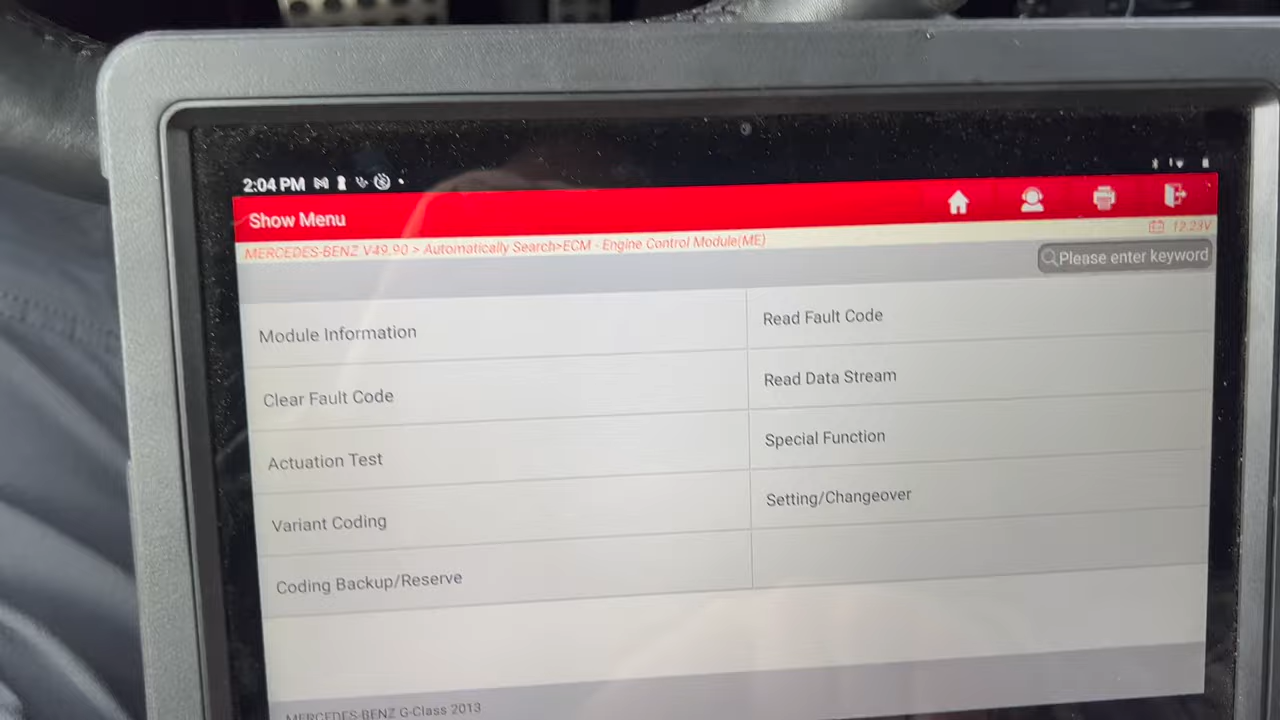 2:04 PM
Show Menu
MERCEDES-BENZ V49.90 > Automatically Search>ECM - Engine Control Module(ME)
12.23V
Please enter keyword
Module Information
Read Fault Code
Clear Fault Code
Read Data Stream
Actuation Test
Special Function
Variant Coding
Setting/Changeover
Coding Backup/Reserve
MERCEDES-BENZ G-Class 2013